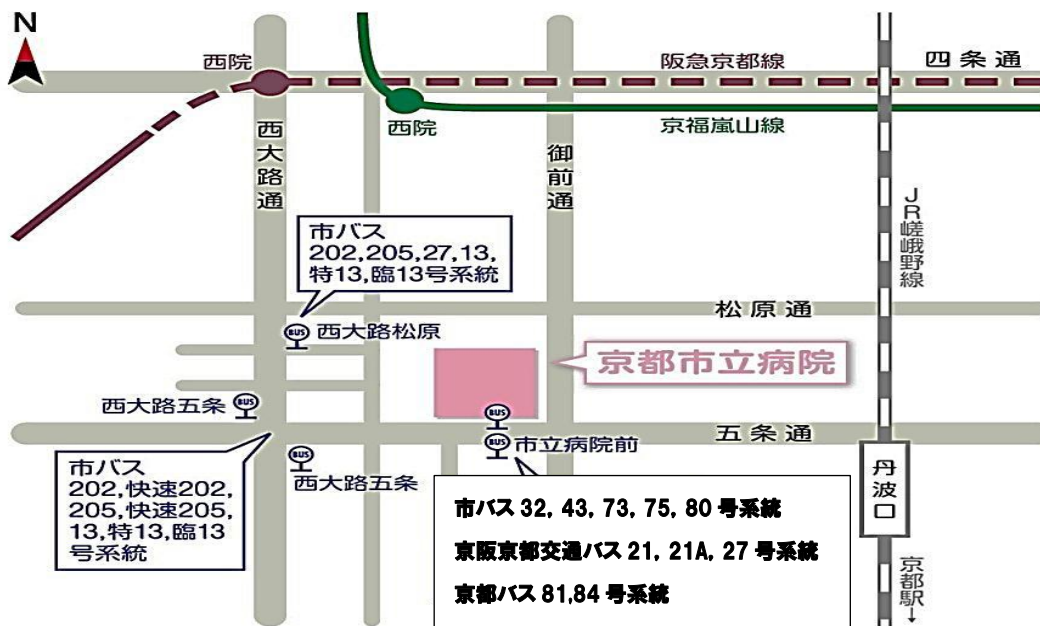 N
西院
阪急京都線
四条通
西院
京福嵐山線
西大路通
御前通
JR嵯峨野線
市バス
202,205,27,13,
特13,臨13号系統
松原通
BUS 西大路松原
京都市立病院
西大路五条 BUS
BUS
五条通
BUS 市立病院前
BUS
西大路五条
丹波口
市バス
202,快速202,
205,快速205,
13,特13,臨13
号系統
市バス 32, 43, 73, 75, 80 号系統
京阪京都交通バス 21, 21A, 27 号系統
京都バス 81,84 号系統
京都駅↓